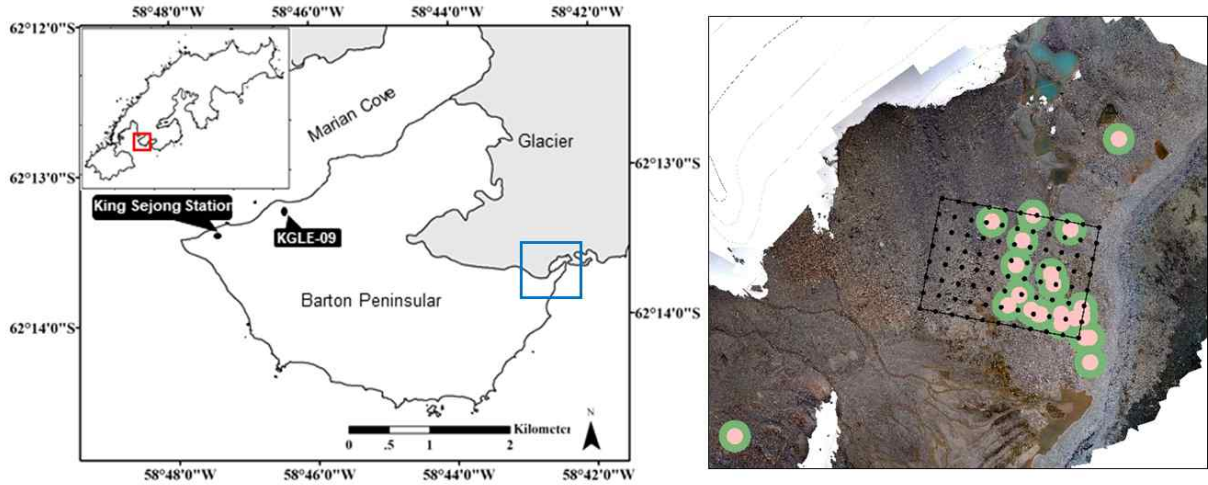 58°48'0"W 58°46'0"W 58°44'0"W 58°42'0"W
62°12'0"S
Marian Cove
Glacier
62°13'0"S
62°13'0"S
King Sejong Station
KGLE-09
Barton Peninsular
62°14'0"S
62°14'0"S
N
Kilometer
0 .5 1 2
58°48'0"W 58°46'0"W 58°44'0"W 58°42'0"W